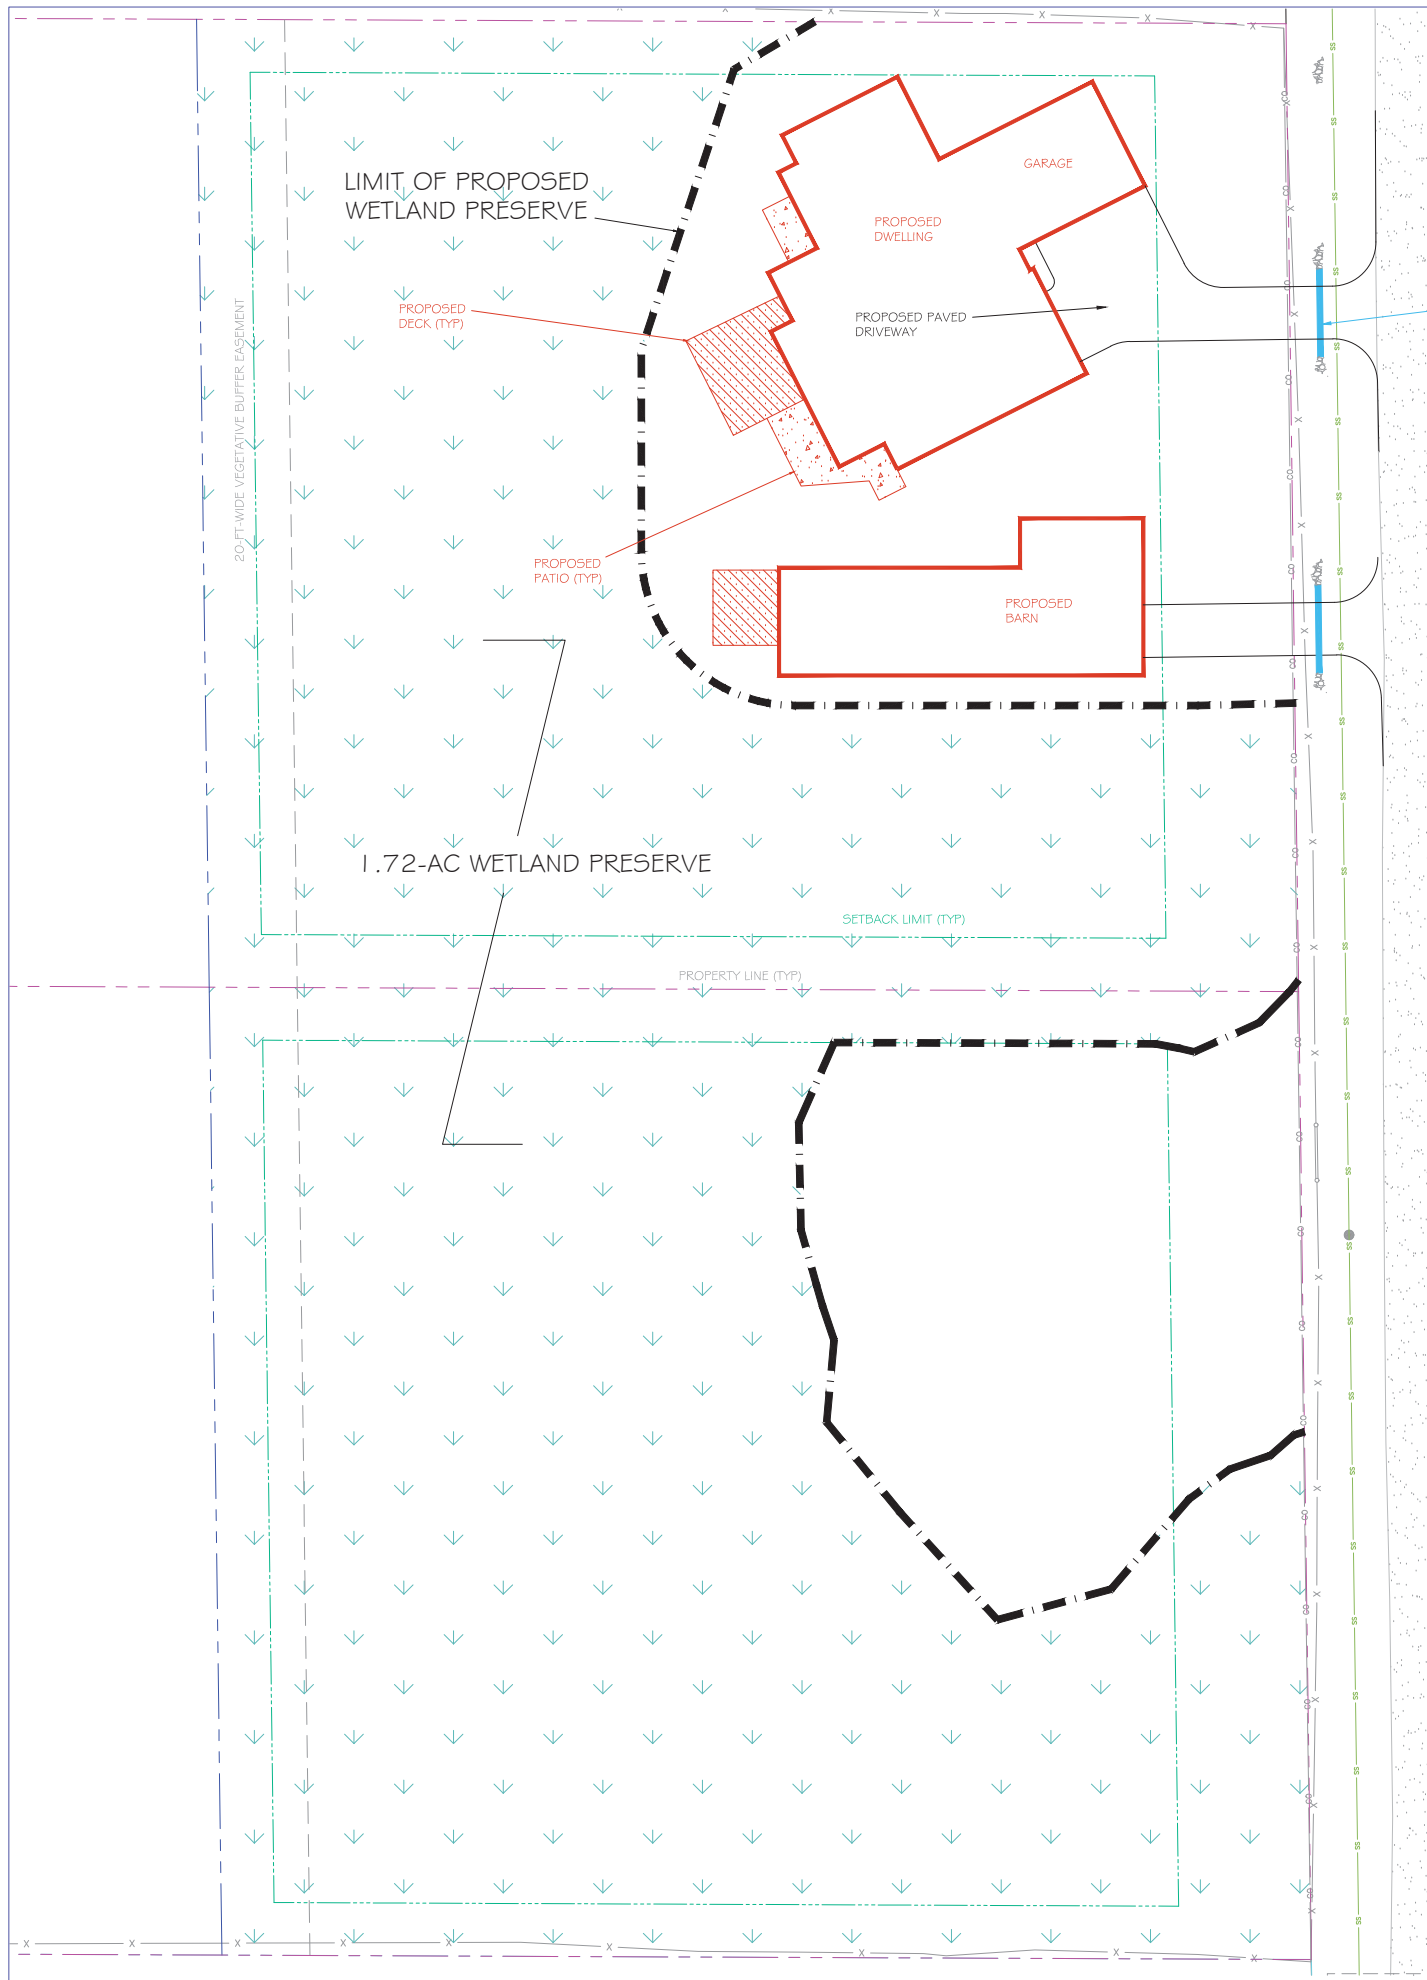 GARAGE
LIMIT OF PROPOSED
WETLAND PRESERVE
PROPOSED
DWELLING
PROPOSED
DECK (TYP)
PROPOSED PAVED
DRIVEWAY
20-FT-WIDE VEGETATIVE BUFFER EASEMENT
PROPOSED
PATIO (TYP)
PROPOSED
BARN
1.72-AC WETLAND PRESERVE
SETBACK LIMIT (TYP)
PROPERTY LINE (TYP)